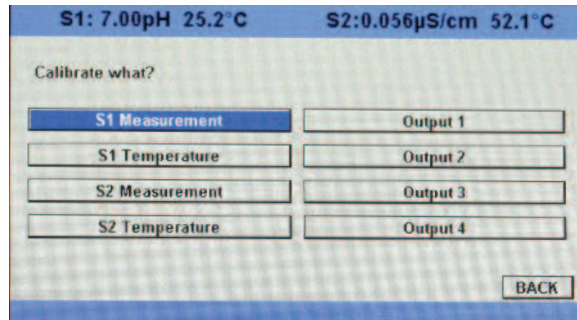 S1: 7.00pH 25.2°C S2:0.056µS/cm 52.1°C
Calibrate what?
S1 Measurement Output 1
S1 Temperature Output 2
S2 Measurement Output 3
S2 Temperature Output 4
BACK